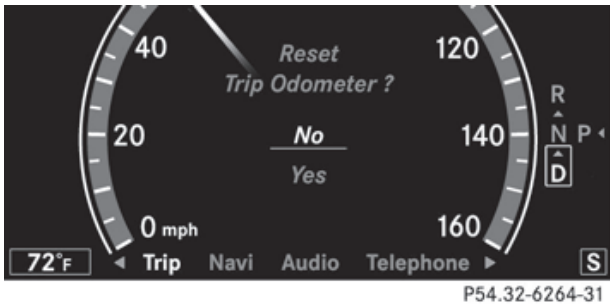 40 Reset 120
Trip Odometer ?
R
20 No 140 N P
Yes D
0 mph 160
72°F Trip Navi Audio Telephone S
P54.32-6264-31